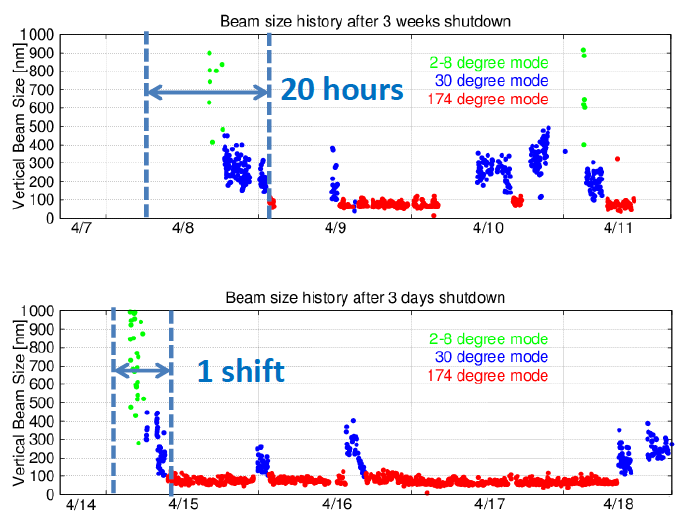 Beam size history after 3 weeks shutdown
Vertical Beam Size [nm]
1000
900
800
700
600
500
400
300
200
100
0
2-8 degree mode
30 degree mode
174 degree mode
20 hours
4/7 4/8 4/9 4/10 4/11
Beam size history after 3 days shutdown
Vertical Beam Size [nm]
1000
900
800
700
600
500
400
300
200
100
0
2-8 degree mode
30 degree mode
174 degree mode
1 shift
4/14 4/15 4/16 4/17 4/18